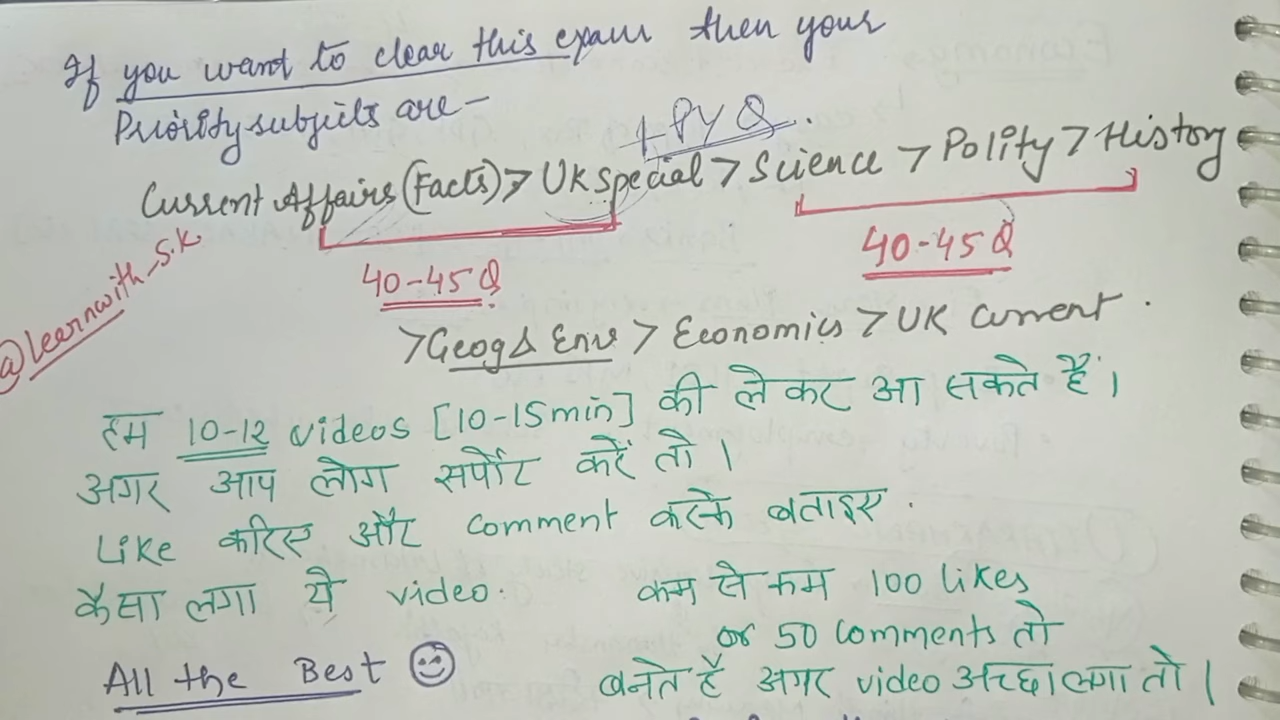 If you want to clear this exam then your
Priority subjects are -
+ PYQ.
Current Affairs (Facts) > UK Special > Science > Polity > History
40-45 Q
40-45 Q
@learnwith_S.K.
> Geog & Env > Economics > UK Current.
हम 10-12 videos [10-15min] की लेकर आ सकते हैं।
अगर आप लोग सर्पोट करें तो।
Like करिए और comment करके बताइए.
कैसा लगा ये video.
कम से कम 100 likes
or 50 comments तो
बनते है अगर video अच्छा लगा तो।
All the Best ☺